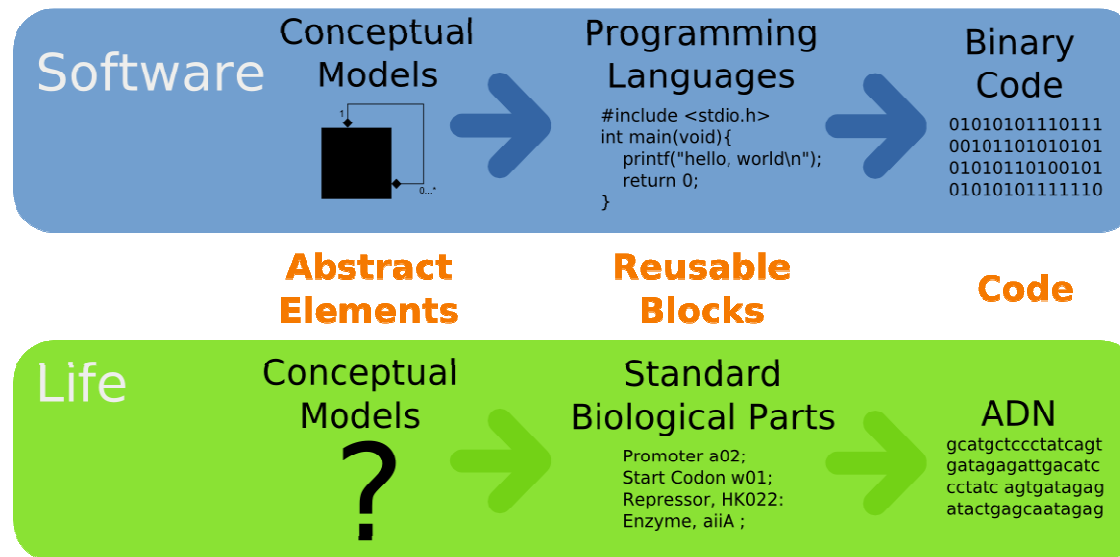 Software
Conceptual
Models
1
0...*
Programming
Languages
#include <stdio.h>
int main(void){
printf("hello, world\n");
return 0;
}
Binary
Code
01010101110111
00101101010101
01010110100101
01010101111110
Abstract
Elements
Reusable
Blocks
Code
Life
Conceptual
Models
?
Standard
Biological Parts
Promoter a02;
Start Codon w01;
Repressor, HK022:
Enzyme, aiiA ;
ADN
gcatgctccctatcagt
gatagagattgacatc
cctatc agtgatagag
atactgagcaatagag